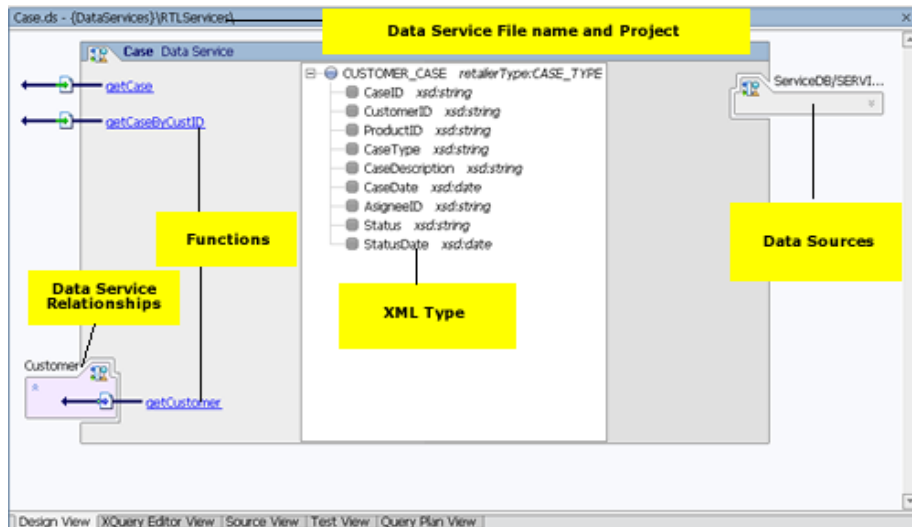 Case.ds - {DataServices}\RTLServices\
Data Service File name and Project
Case Data Service
getCase
getCaseByCustID
CUSTOMER_CASE retailerType:CASE_TYPE
CaseID xsd:string
CustomerID xsd:string
ProductID xsd:string
CaseType xsd:string
CaseDescription xsd:string
CaseDate xsd:date
AsigneeID xsd:string
Status xsd:string
StatusDate xsd:date
ServiceDB/SERVI...
Functions
Data Sources
Data Service
Relationships
XML Type
Customer
getCustomer
Design View XQuery Editor View Source View Test View Query Plan View